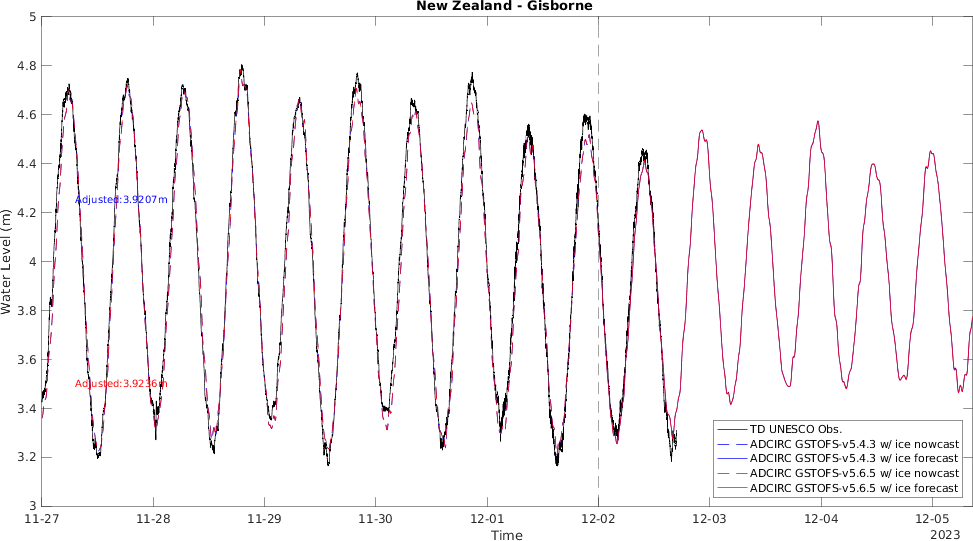 New Zealand - Gisborne
5
4.8
4.6
4.4
4.2
4
3.8
3.6
3.4
3.2
3
Water Level (m)
Adjusted:3.9207m
Adjusted:3.9236m
TD UNESCO Obs.
ADCIRC GSTOFS-v5.4.3 w/ ice nowcast
ADCIRC GSTOFS-v5.4.3 w/ ice forecast
ADCIRC GSTOFS-v5.6.5 w/ ice nowcast
ADCIRC GSTOFS-v5.6.5 w/ ice forecast
11-27 11-28 11-29 11-30 12-01 12-02 12-03 12-04 12-05
Time
2023